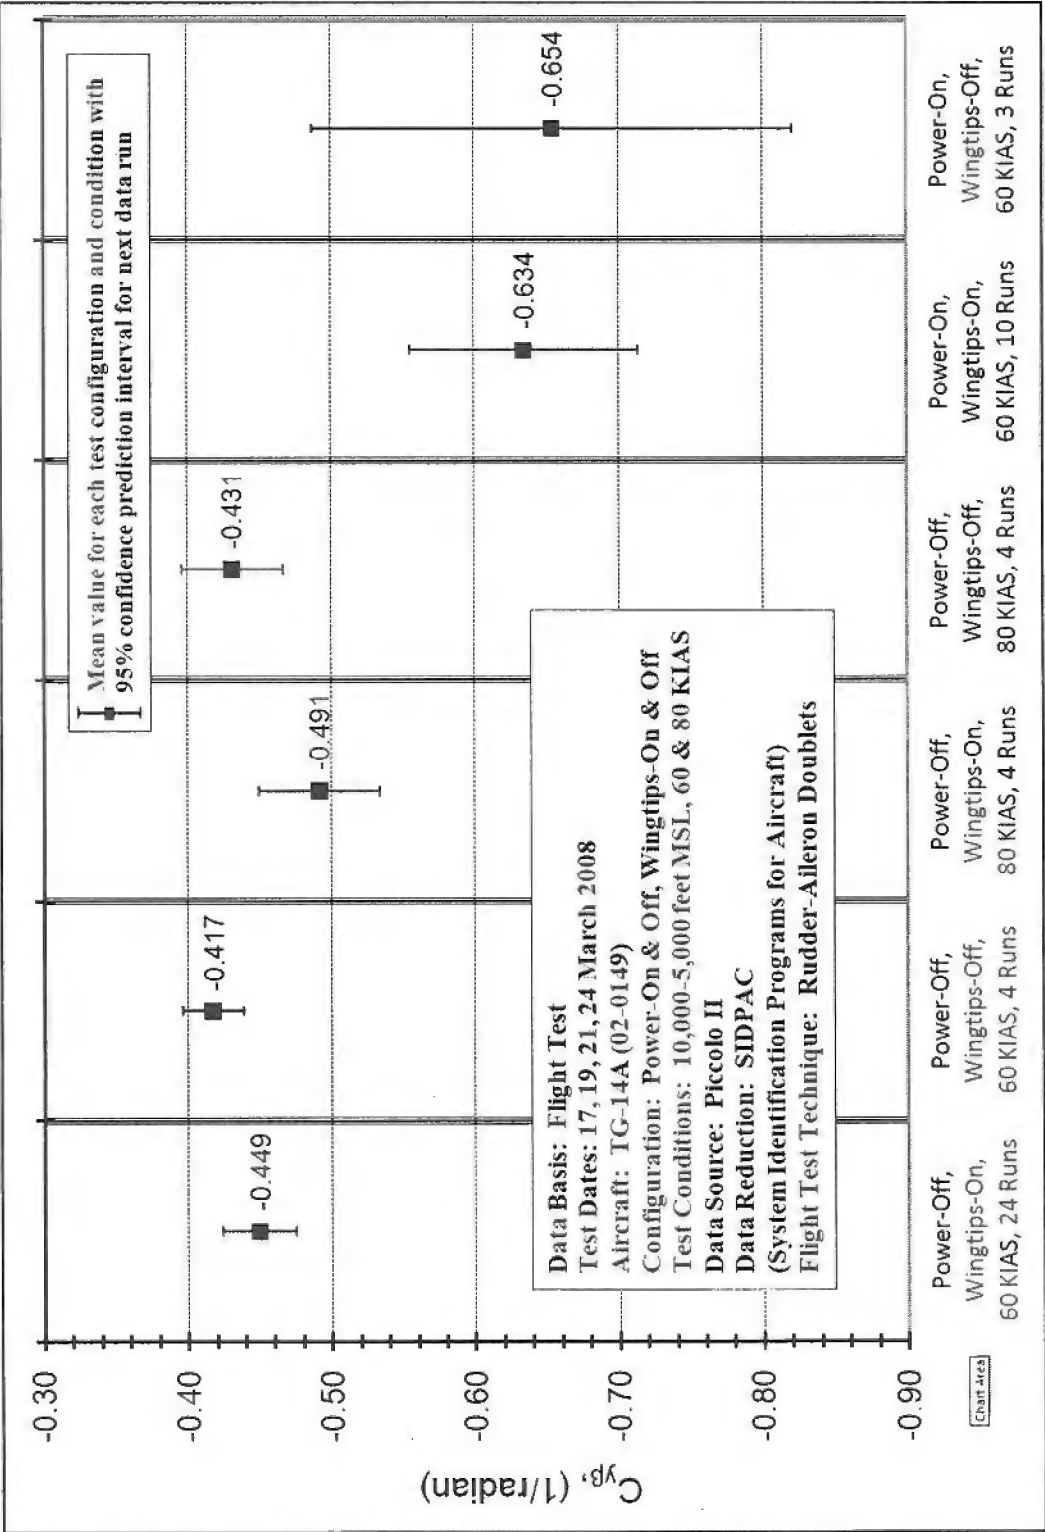 -0.30
-0.40
-0.50
-0.60
-0.70
-0.80
-0.90
Cyβ, (1/radian)
Mean value for each test configuration and condition with
95% confidence prediction interval for next data run
-0.449
-0.417
-0.491
-0.431
-0.634
-0.654
Data Basis: Flight Test
Test Dates: 17, 19, 21, 24 March 2008
Aircraft: TG-14A (02-0149)
Configuration: Power-On & Off, Wingtips-On & Off
Test Conditions: 10,000-5,000 feet MSL, 60 & 80 KIAS
Data Source: Piccolo II
Data Reduction: SIDPAC
(System Identification Programs for Aircraft)
Flight Test Technique: Rudder-Aileron Doublets
Power-Off,
Wingtips-On,
60 KIAS, 24 Runs
Power-Off,
Wingtips-Off,
60 KIAS, 4 Runs
Power-Off,
Wingtips-On,
80 KIAS, 4 Runs
Power-Off,
Wingtips-Off,
80 KIAS, 4 Runs
Power-On,
Wingtips-On,
60 KIAS, 10 Runs
Power-On,
Wingtips-Off,
60 KIAS, 3 Runs
Chart Area